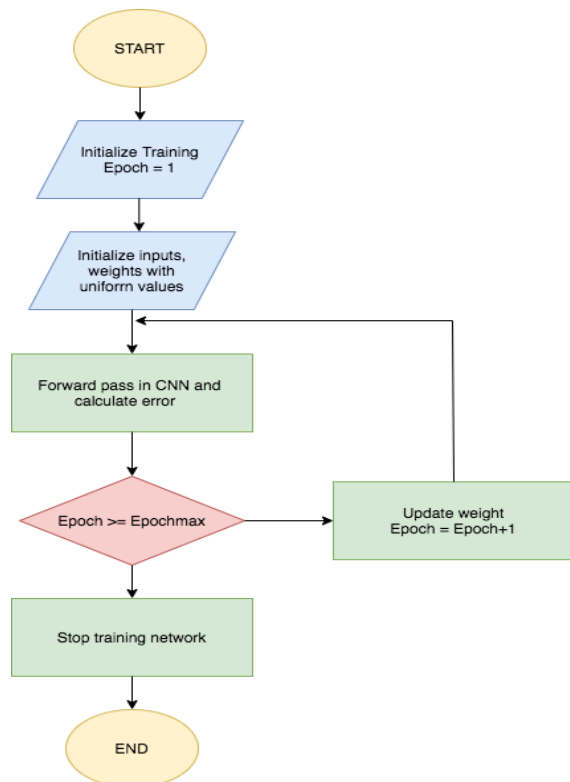 START
Initialize Training
Epoch = 1
Initialize inputs,
weights with
uniforrn values
Forward pass in CNN and
calculate error
Epoch >= Epochmax
Update weight
Epoch = Epoch+1
Stop training network
END